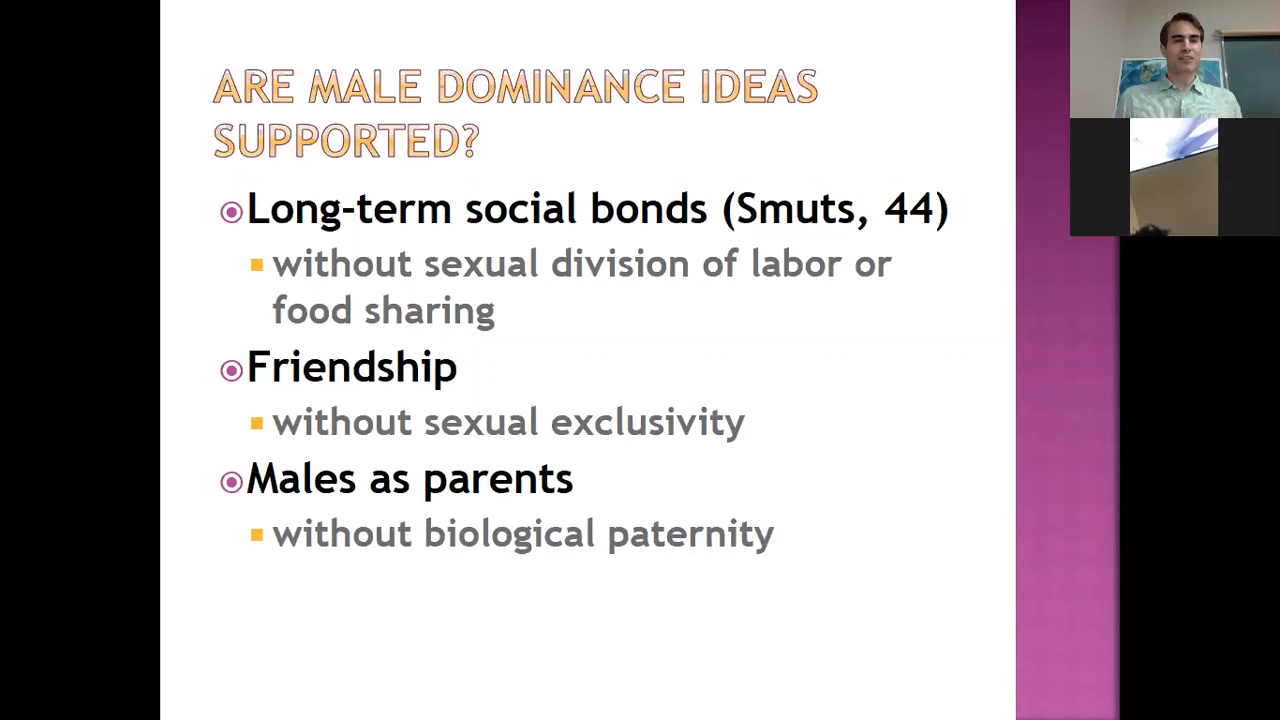 ARE MALE DOMINANCE IDEAS
SUPPORTED?
Long-term social bonds (Smuts, 44)
without sexual division of labor or
food sharing
Friendship
without sexual exclusivity
Males as parents
without biological paternity